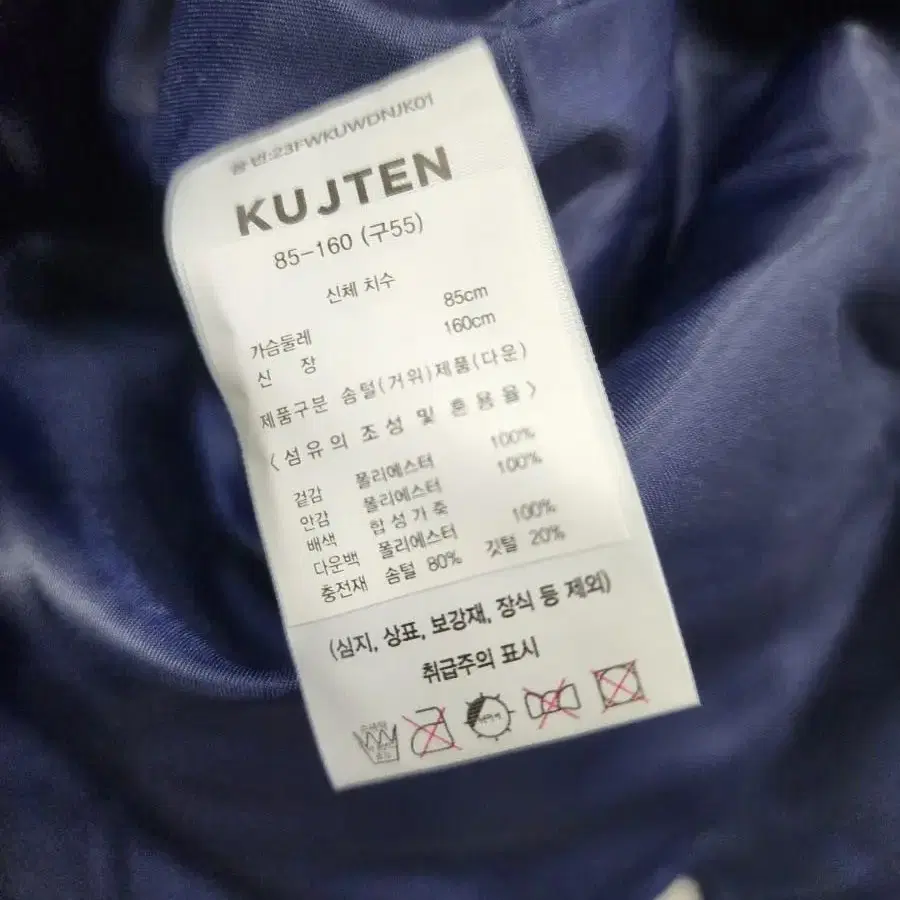 품 번:23FWKUWDNJK01
KUJTEN
85-160 (구55)
신체 치수
가슴둘레 85cm
신 장 160cm
제품구분 솜털(거위)제품(다운)
<섬유의 조성 및 혼용율>
겉감 폴리에스터 100%
안감 폴리에스터 100%
배색 합성가죽
다운백 폴리에스터 100%
충전재 솜털 80% 깃털 20%
(심지, 상표, 보강재, 장식 등 제외)
취급주의 표시